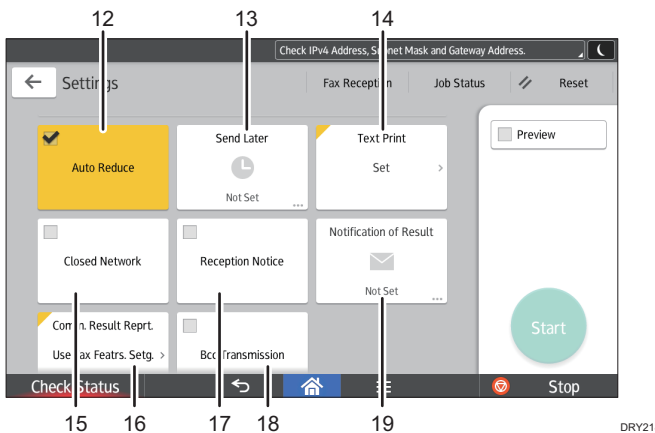 12 13 14
Check IPv4 Address, Subnet Mask and Gateway Address.
Settings Fax Reception Job Status Reset
Auto Reduce
Send Later
Not Set
Text Print
Set
Preview
Closed Network
Reception Notice
Notification of Result
Not Set
Comm. Result Reprt.
Use Fax Featrs. Setg.
Bcc Transmission
Start
Check Status Stop
15 16 17 18 19
DRY21